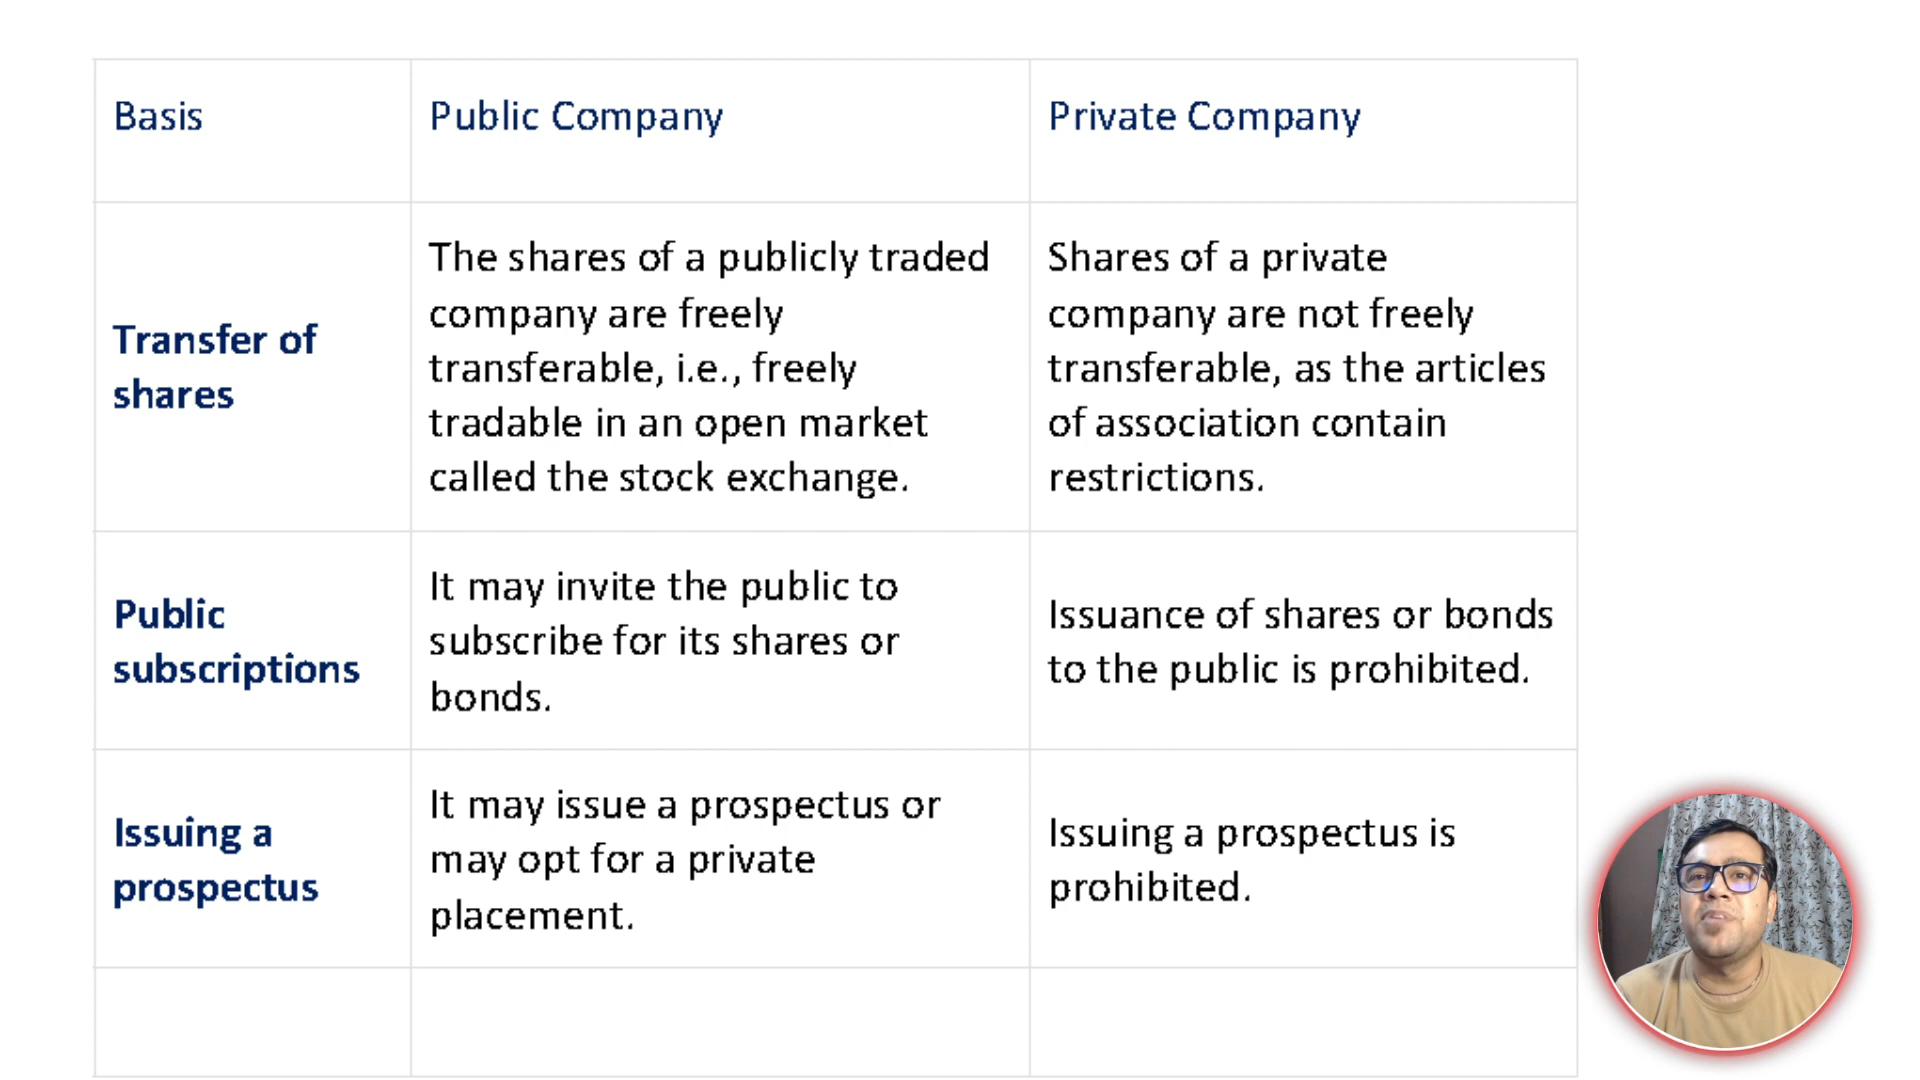 Basis
Public Company
Private Company
Transfer of
shares
The shares of a publicly traded
company are freely
transferable, i.e., freely
tradable in an open market
called the stock exchange.
Shares of a private
company are not freely
transferable, as the articles
of association contain
restrictions.
Public
subscriptions
It may invite the public to
subscribe for its shares or
bonds.
Issuance of shares or bonds
to the public is prohibited.
Issuing a
prospectus
It may issue a prospectus or
may opt for a private
placement.
Issuing a prospectus is
prohibited.